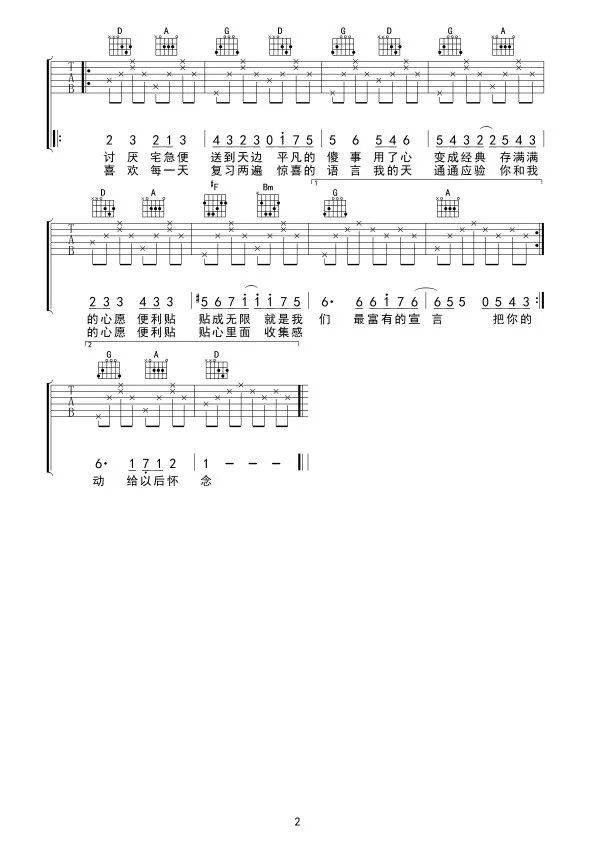 D A G D G D G A
T A B
2 3 2 1 3 4 3 2 3 0 1 7 5 5 6 5 4 6 5 4 3 2 2 5 4 3
讨 厌 宅急便 送到天边 平凡的 傻 事 用了心 变成经典 存满满
喜 欢 每一天 复习两遍 惊喜的 语 言 我的天 通通应验 你和我
1
D A #F Bm G A
2 3 3 4 3 3 #5 6 7 1 1 1 7 5 6· 6 6 1 7 6 6 5 5 0 5 4 3
的心愿 便利贴 贴成无限 就是我 们 最富有的宣 言 把你的
的心愿 便利贴 贴心里面 收集感
2
G A D
T A B
6· 1 7 1 2 1 - - -
动 给以后怀 念
2